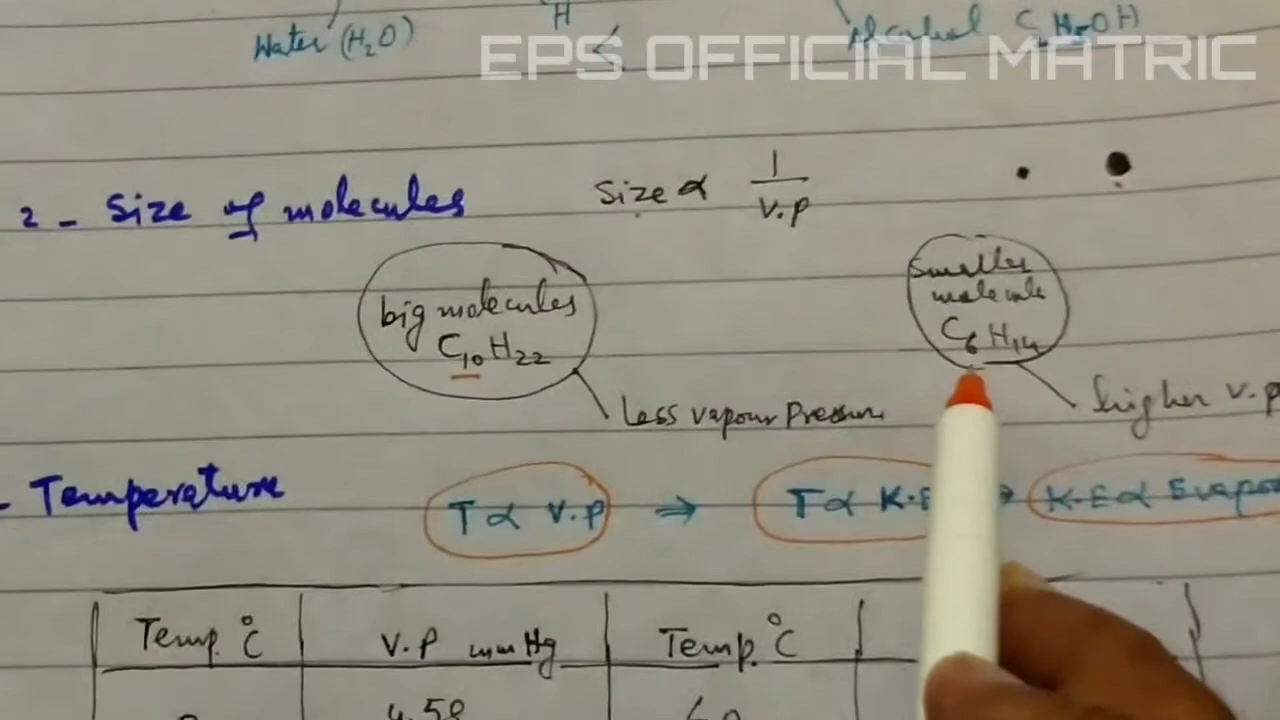 Water (H₂O)
H
Alcohol C₂H₅OH
EPS OFFICIAL MATRIC
2 - Size of molecules
Size ∝ 1/V.P
big molecules
C₁₀H₂₂
Smaller
molecule
C₆H₁₄
Less vapour Pressure
higher v.p
- Temperature
T ∝ V.P ⇒ T ∝ K.E K.E ∝ Evapo
Temp. °C V.P mmHg Temp. °C
4.58